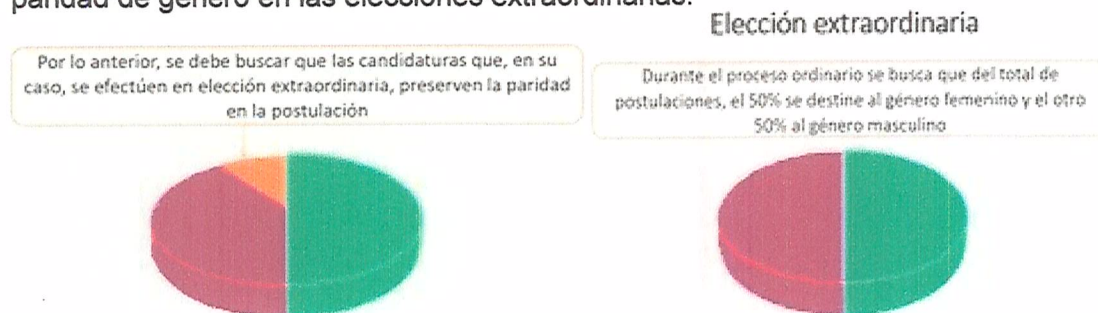 paridad de género en las elecciones extraordinarias.
Elección extraordinaria
Por lo anterior, se debe buscar que las candidaturas que, en su
caso, se efectúen en elección extraordinaria, preserven la paridad
en la postulación
Durante el proceso ordinario se busca que del total de
postulaciones, el 50% se destine al género femenino y el otro
50% al género masculino